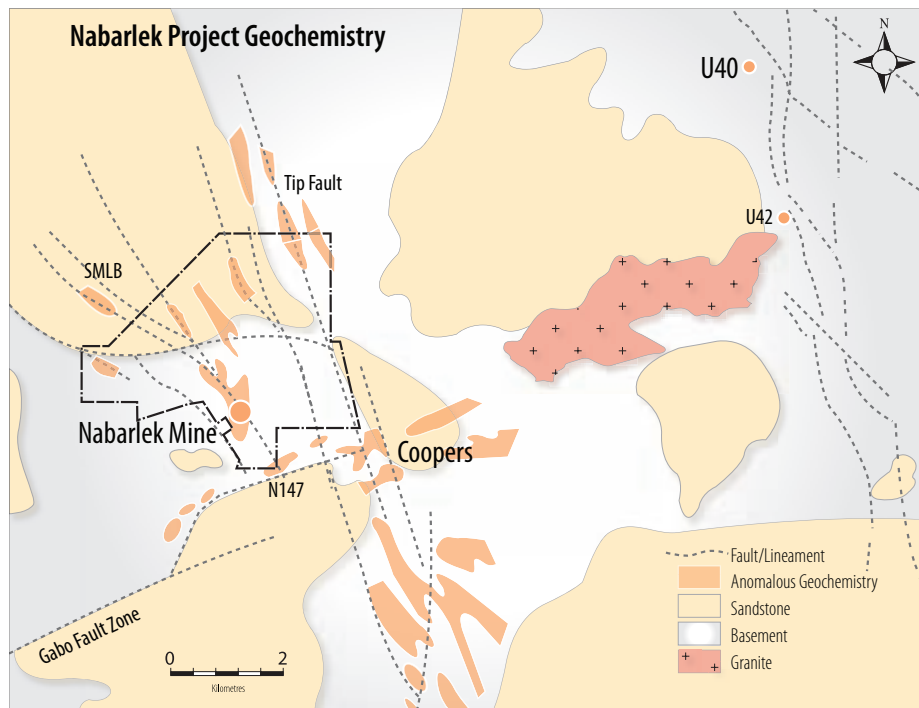 Nabarlek Project Geochemistry
N
U40
Tip Fault
U42
SMLB
Nabarlek Mine
Coopers
N147
Gabo Fault Zone
0 2
Kilometres
Fault/Lineament
Anomalous Geochemistry
Sandstone
Basement
Granite